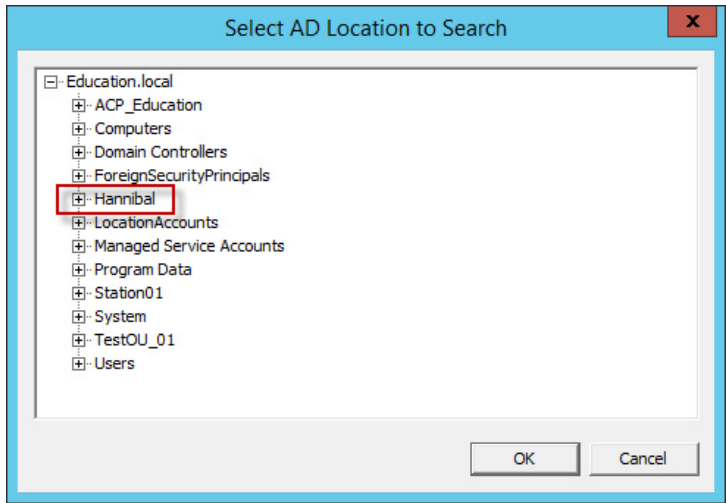 Select AD Location to Search
x
Education.local
ACP_Education
Computers
Domain Controllers
ForeignSecurityPrincipals
Hannibal
LocationAccounts
Managed Service Accounts
Program Data
Station01
System
TestOU_01
Users
OK Cancel